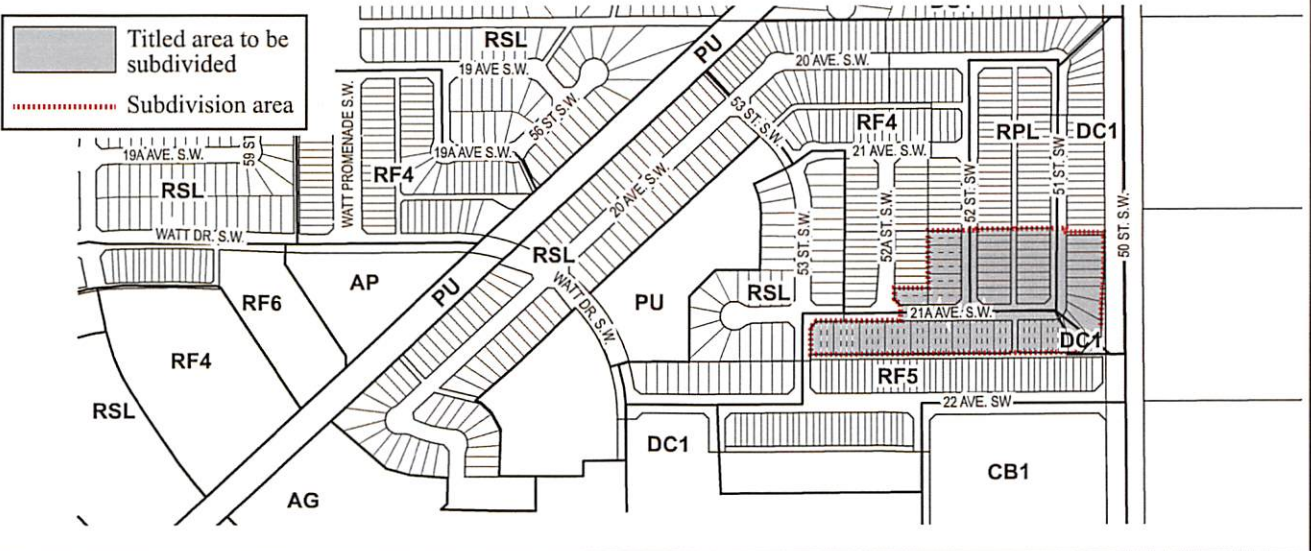 Titled area to be
subdivided
Subdivision area
RSL
19 AVE S.W.
PU
20 AVE. S.W.
WATT PROMENADE S.W.
56 ST S.W.
53 ST. S.W.
RF4
RPL
DC1
59 ST
19A AVE. S.W.
19A AVE S.W.
21 AVE. S.W.
51 ST. SW
RSL
RF4
20 AVE. S.W.
52 ST. SW
50 ST. S.W.
WATT DR. S.W.
RSL
53 ST. S.W.
52A ST. S.W.
RF6
AP
PU
WATT DR. S.W.
PU
RSL
21A AVE. S.W.
DC1
RF4
RF5
RSL
22 AVE. SW
DC1
CB1
AG